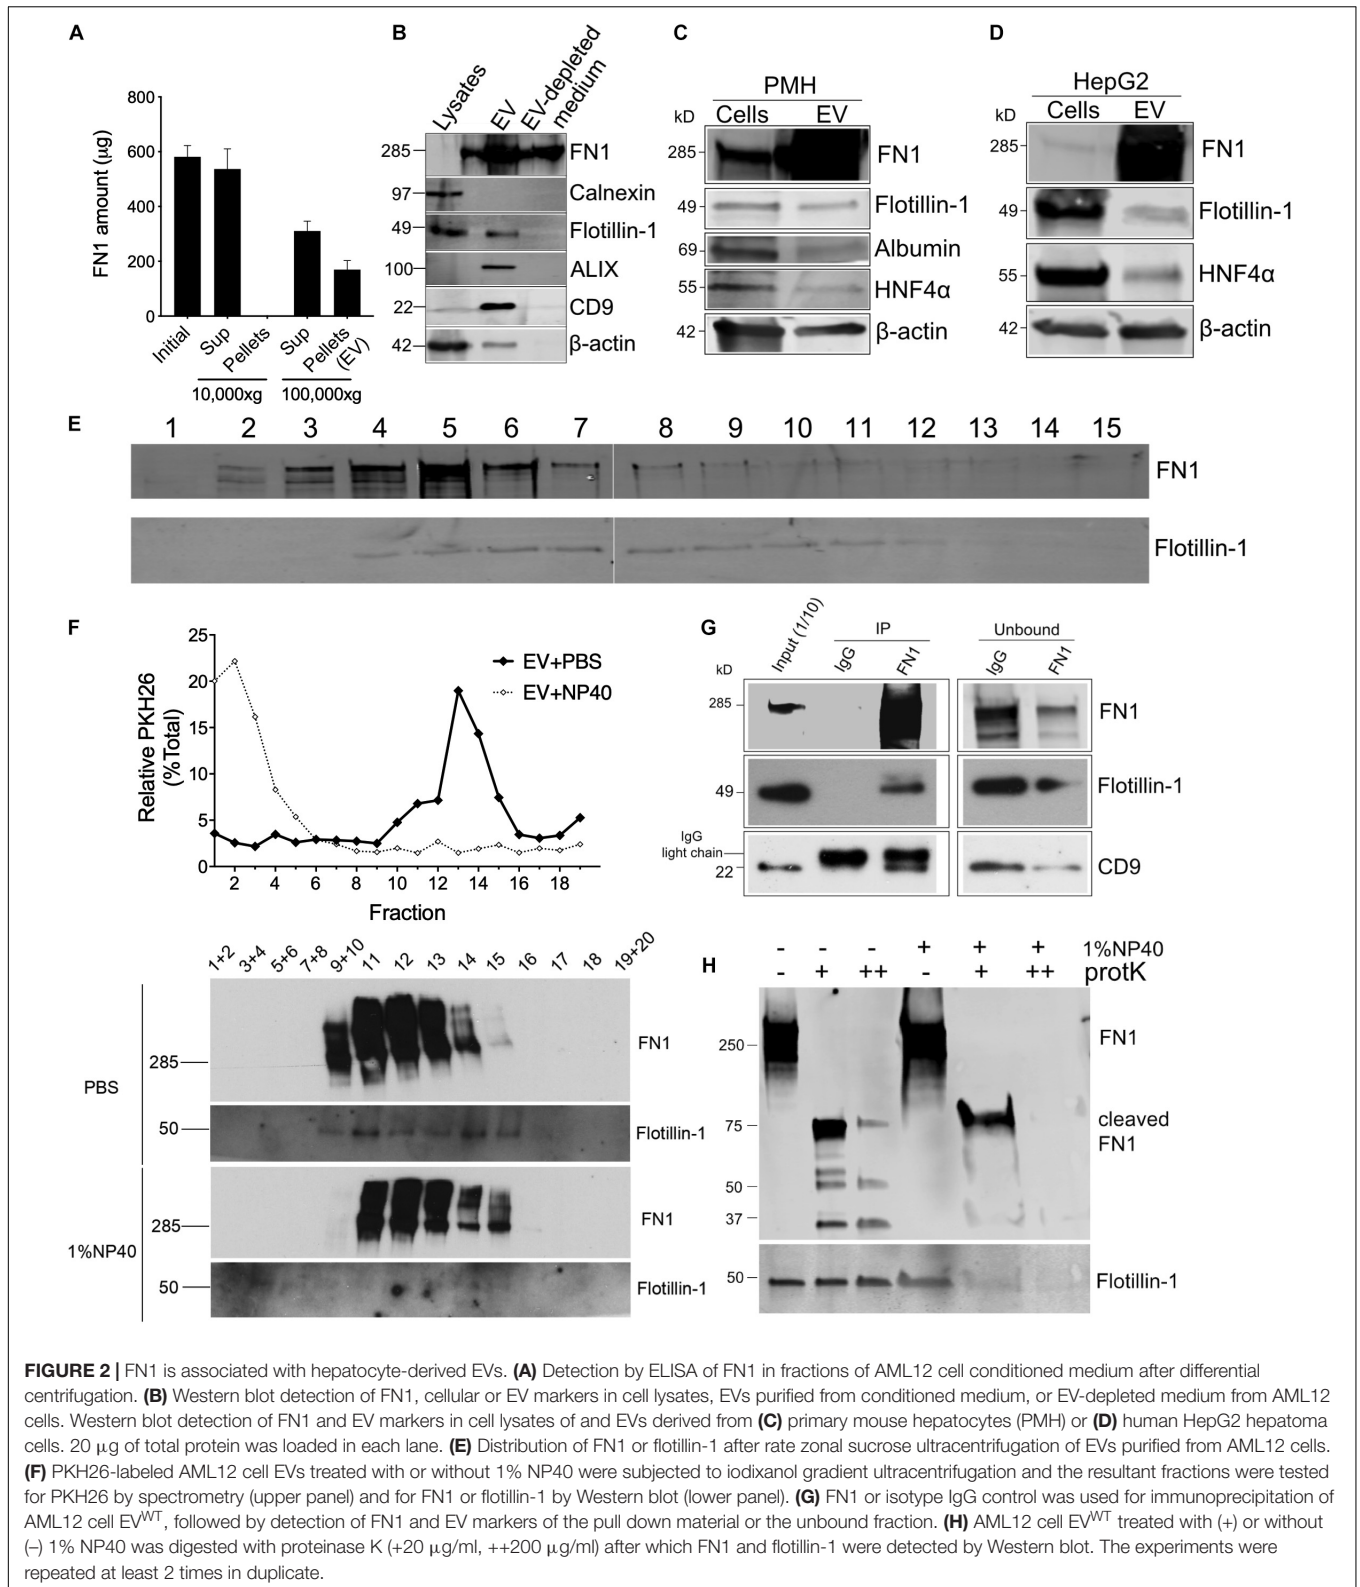 A
FN1 amount (µg)
800
600
400
200
0
Initial
Sup
Pellets
Sup
Pellets
(EV)
10,000xg
100,000xg
B
Lysates
EV
EV-depleted
medium
285
FN1
97
Calnexin
49
Flotillin-1
100
ALIX
22
CD9
42
β-actin
C
PMH
kD
Cells
EV
285
FN1
49
Flotillin-1
69
Albumin
55
HNF4α
42
β-actin
D
HepG2
kD
Cells
EV
285
FN1
49
Flotillin-1
55
HNF4α
42
β-actin
E
1 2 3 4 5 6 7 8 9 10 11 12 13 14 15
FN1
Flotillin-1
F
Relative PKH26
(%Total)
25
20
15
10
5
0
EV+PBS
EV+NP40
2 4 6 8 10 12 14 16 18
Fraction
1+2 3+4 5+6 7+8 9+10 11 12 13 14 15 16 17 18 19+20
PBS
285
FN1
50
Flotillin-1
1%NP40
285
FN1
50
Flotillin-1
G
Input (1/10)
IP
Unbound
kD
IgG
FN1
IgG
FN1
285
FN1
49
Flotillin-1
IgG
light chain
22
CD9
H
- - - + + + 1%NP40
- + ++ - + ++ protK
250
FN1
75
cleaved
FN1
50
37
50
Flotillin-1
FIGURE 2 | FN1 is associated with hepatocyte-derived EVs. (A) Detection by ELISA of FN1 in fractions of AML12 cell conditioned medium after differential
centrifugation. (B) Western blot detection of FN1, cellular or EV markers in cell lysates, EVs purified from conditioned medium, or EV-depleted medium from AML12
cells. Western blot detection of FN1 and EV markers in cell lysates of and EVs derived from (C) primary mouse hepatocytes (PMH) or (D) human HepG2 hepatoma
cells. 20 µg of total protein was loaded in each lane. (E) Distribution of FN1 or flotillin-1 after rate zonal sucrose ultracentrifugation of EVs purified from AML12 cells.
(F) PKH26-labeled AML12 cell EVs treated with or without 1% NP40 were subjected to iodixanol gradient ultracentrifugation and the resultant fractions were tested
for PKH26 by spectrometry (upper panel) and for FN1 or flotillin-1 by Western blot (lower panel). (G) FN1 or isotype IgG control was used for immunoprecipitation of
AML12 cell EV^WT, followed by detection of FN1 and EV markers of the pull down material or the unbound fraction. (H) AML12 cell EV^WT treated with (+) or without
(–) 1% NP40 was digested with proteinase K (+20 µg/ml, ++200 µg/ml) after which FN1 and flotillin-1 were detected by Western blot. The experiments were
repeated at least 2 times in duplicate.